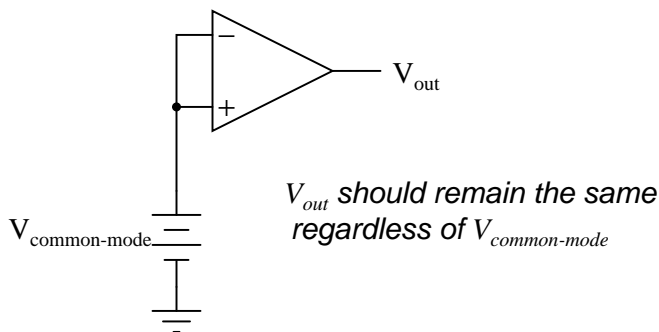 −
V_out
+
V_out should remain the same
regardless of V_common-mode
V_common-mode